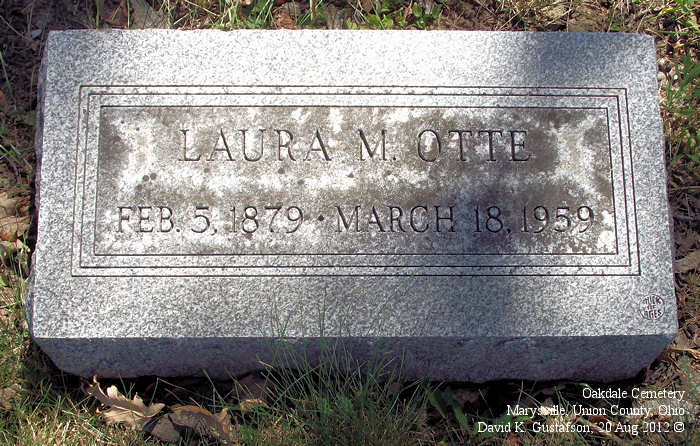 LAURA M. OTTE
FEB. 5, 1879 · MARCH 18, 1959
Oakdale Cemetery
Marysville, Union County, Ohio
David K. Gustafson, 20 Aug 2012 ©